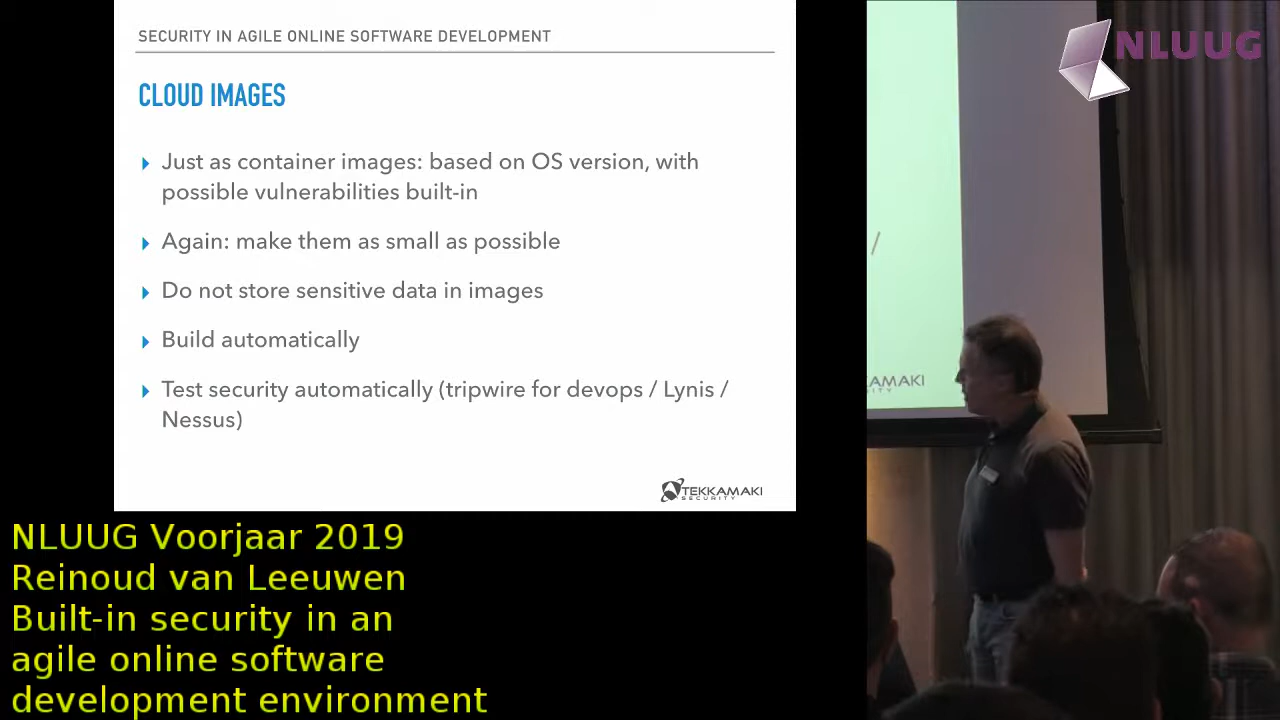 SECURITY IN AGILE ONLINE SOFTWARE DEVELOPMENT
CLOUD IMAGES
Just as container images: based on OS version, with
possible vulnerabilities built-in
Again: make them as small as possible
Do not store sensitive data in images
Build automatically
Test security automatically (tripwire for devops / Lynis /
Nessus)
TEKKAMAKI
SECURITY
NLUUG
/
AMAKI
NLUUG Voorjaar 2019
Reinoud van Leeuwen
Built-in security in an
agile online software
development environment